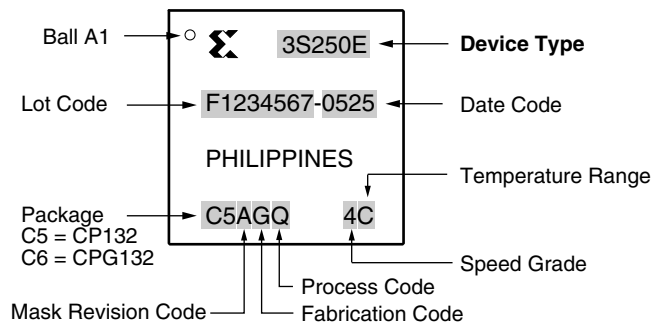 Ball A1
3S250E
Device Type
Lot Code
F1234567-0525
Date Code
PHILIPPINES
Temperature Range
Package
C5 = CP132
C6 = CPG132
C5AGQ
4C
Speed Grade
Process Code
Mask Revision Code
Fabrication Code